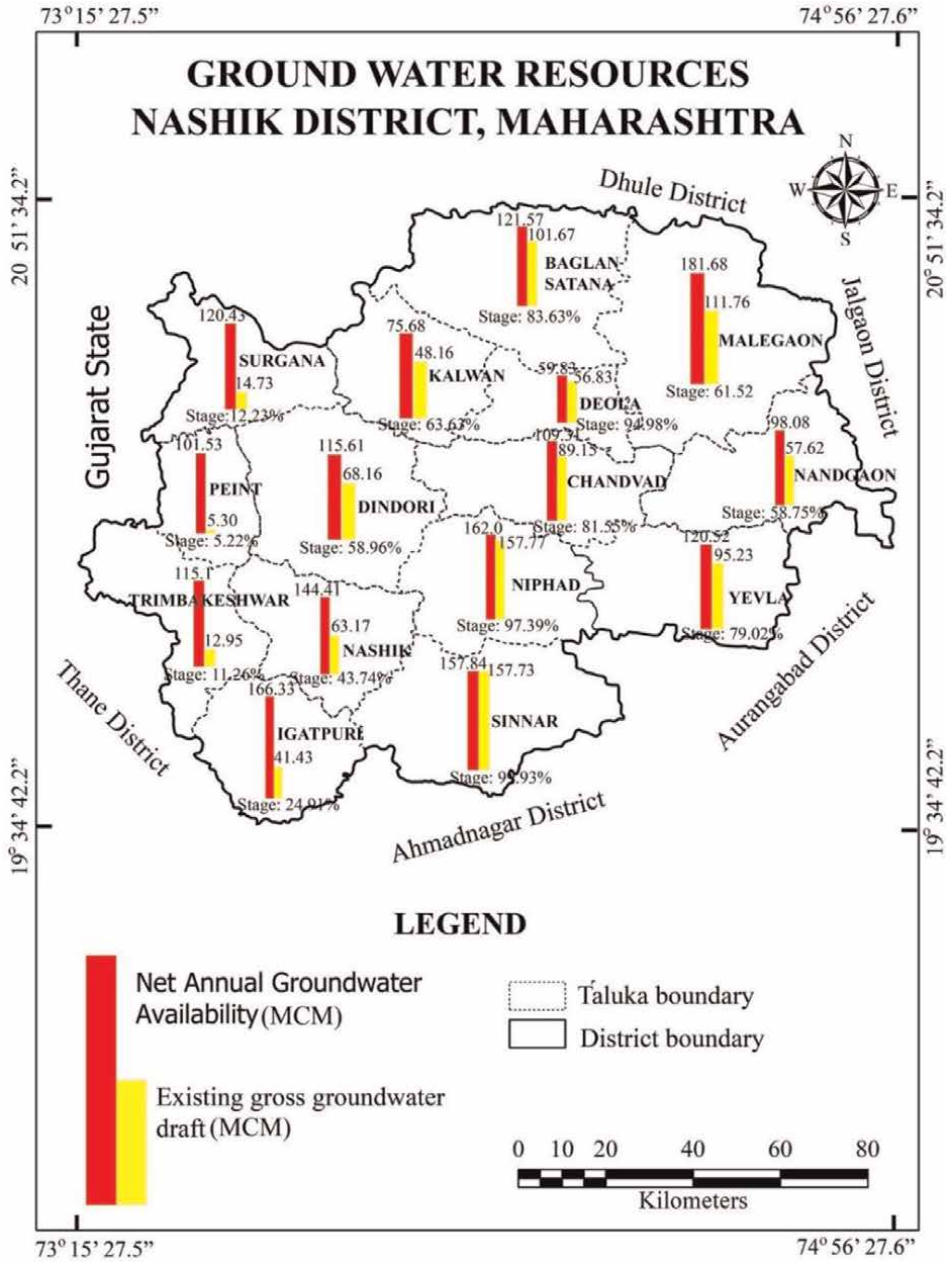 73° 15’ 27.5”
74° 56’ 27.6”
GROUND WATER RESOURCES
NASHIK DISTRICT, MAHARASHTRA
N
W
E
S
20 51’ 34.2”
20° 51’ 34.2”
Dhule District
Jalgaon District
Gujarat State
121.57
101.67
BAGLAN-
SATANA
Stage: 83.63%
181.68
111.76
MALEGAON
Stage: 61.52
120.43
SURGANA
14.73
Stage:12.23%
75.68
48.16
KALWAN
Stage: 63.63%
59.83
56.83
DEOLA
Stage: 94.98%
98.08
57.62
NANDGAON
Stage: 58.75%
101.53
PEINT
5.30
Stage: 5.22%
115.61
68.16
DINDORI
Stage: 58.96%
109.31
89.15
CHANDVAD
Stage: 81.55%
162.0
157.77
NIPHAD
Stage: 97.39%
120.52
95.23
YEVLA
Stage: 79.02%
115.1
TRIMBAKESHWAR
12.95
Stage: 11.26%
144.41
63.17
NASHIK
Stage: 43.74%
157.84
157.73
SINNAR
Stage: 99.93%
166.33
IGATPURI
41.43
Stage: 24.91%
Thane District
Aurangabad District
Ahmadnagar District
19° 34’ 42.2”
19° 34’ 42.2”
LEGEND
Net Annual Groundwater
Availability (MCM)
Existing gross groundwater
draft (MCM)
Taluka boundary
District boundary
0 10 20 40 60 80
Kilometers
73° 15’ 27.5”
74° 56’ 27.6”